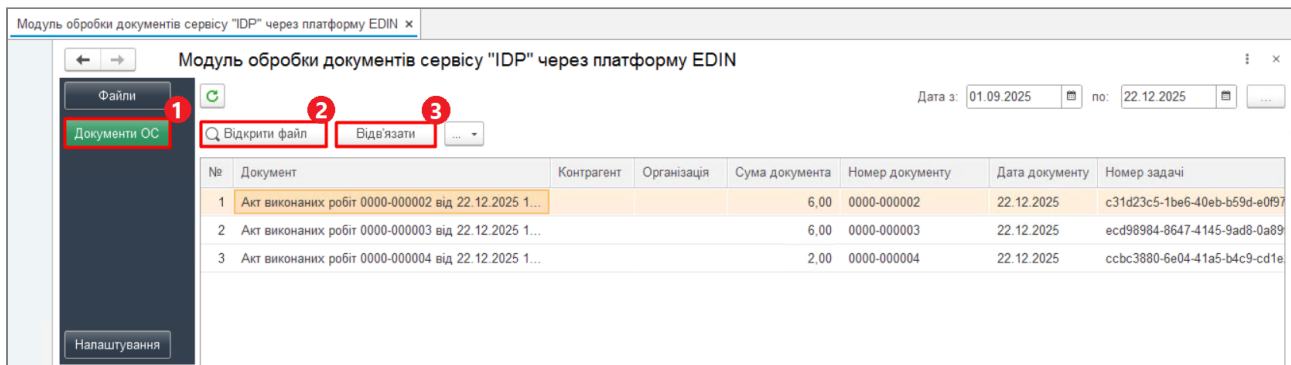 Модуль обробки документів сервісу "IDP" через платформу EDIN ×
Модуль обробки документів сервісу "IDP" через платформу EDIN
Файли
Дата з: 01.09.2025 по: 22.12.2025 ...
1 2 3
Документи ОС Відкрити файл Відв'язати ...
№ Документ Контрагент Організація Сума документа Номер документу Дата документу Номер задачі
1 Акт виконаних робіт 0000-000002 від 22.12.2025 1... 6,00 0000-000002 22.12.2025 c31d23c5-1be6-40eb-b59d-e0f97
2 Акт виконаних робіт 0000-000003 від 22.12.2025 1... 6,00 0000-000003 22.12.2025 ecd98984-8647-4145-9ad8-0a89
3 Акт виконаних робіт 0000-000004 від 22.12.2025 1... 2,00 0000-000004 22.12.2025 ccbc3880-6e04-41a5-b4c9-cd1e
Налаштування